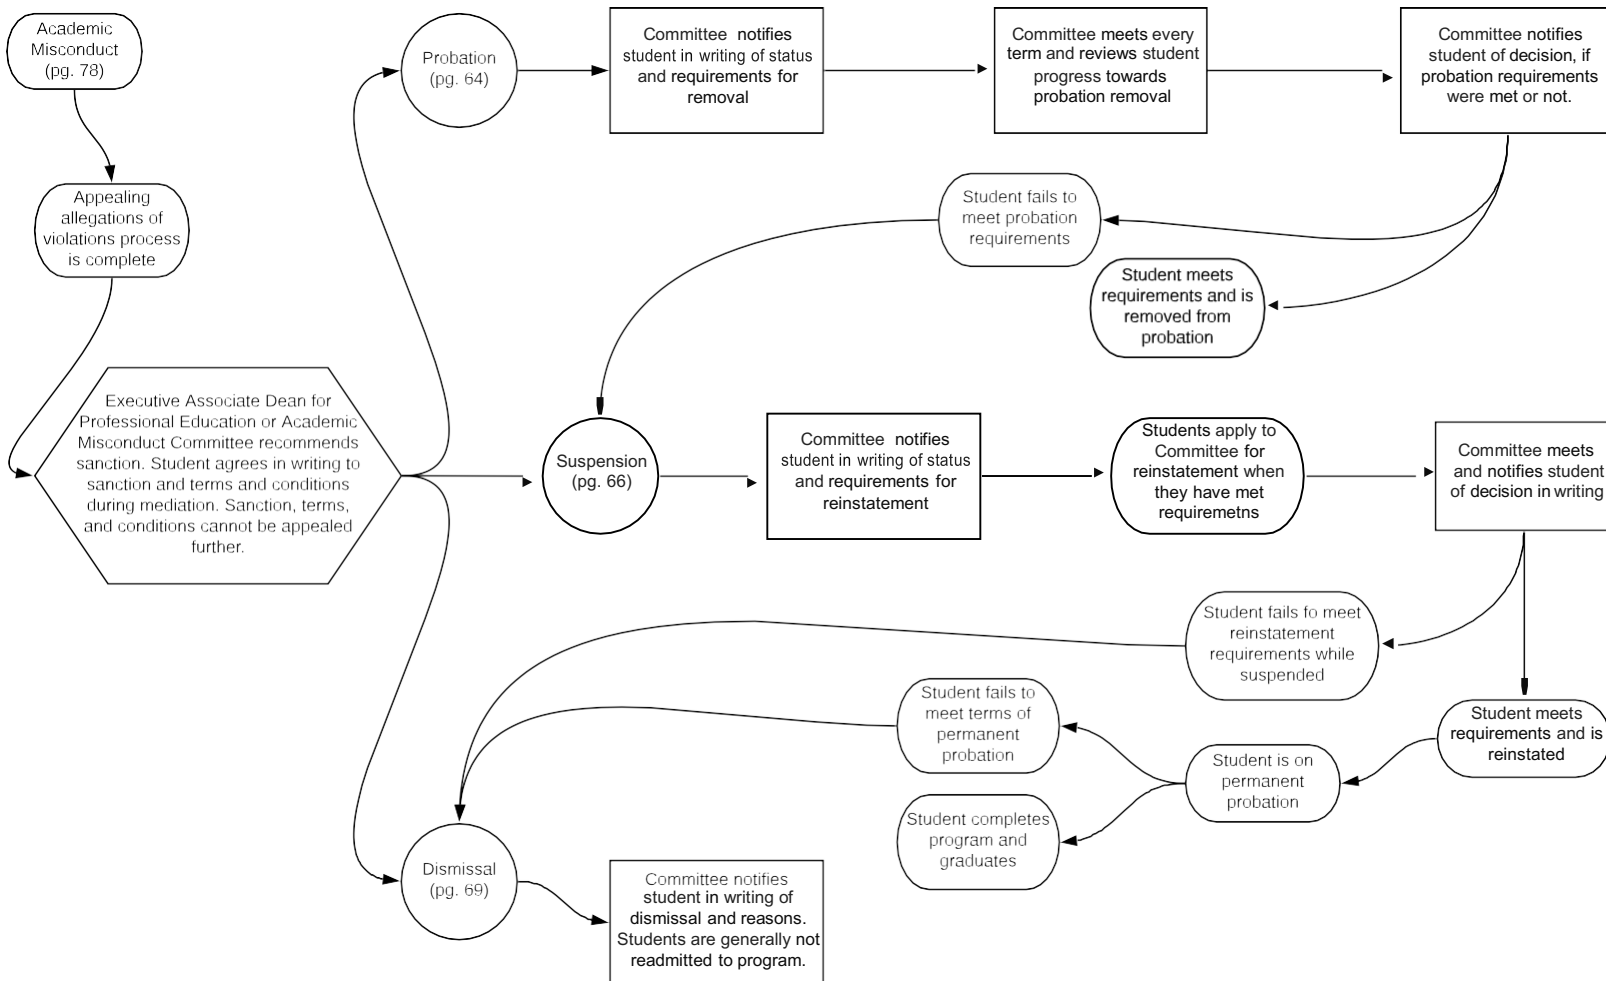 Academic
Misconduct
(pg. 78)
Appealing
allegations of
violations process
is complete
Executive Associate Dean for
Professional Education or Academic
Misconduct Committee recommends
sanction. Student agrees in writing to
sanction and terms and conditions
during mediation. Sanction, terms,
and conditions cannot be appealed
further.
Probation
(pg. 64)
Committee notifies
student in writing of status
and requirements for
removal
Committee meets every
term and reviews student
progress towards
probation removal
Committee notifies
student of decision, if
probation requirements
were met or not.
Student fails to
meet probation
requirements
Student meets
requirements and is
removed from
probation
Suspension
(pg. 66)
Committee notifies
student in writing of status
and requirements for
reinstatement
Students apply to
Committee for
reinstatement when
they have met
requiremetns
Committee meets
and notifies student
of decision in writing
Student fails fo meet
reinstatement
requirements while
suspended
Student meets
requirements and is
reinstated
Student is on
permanent
probation
Student fails to
meet terms of
permanent
probation
Student completes
program and
graduates
Dismissal
(pg. 69)
Committee notifies
student in writing of
dismissal and reasons.
Students are generally not
readmitted to program.